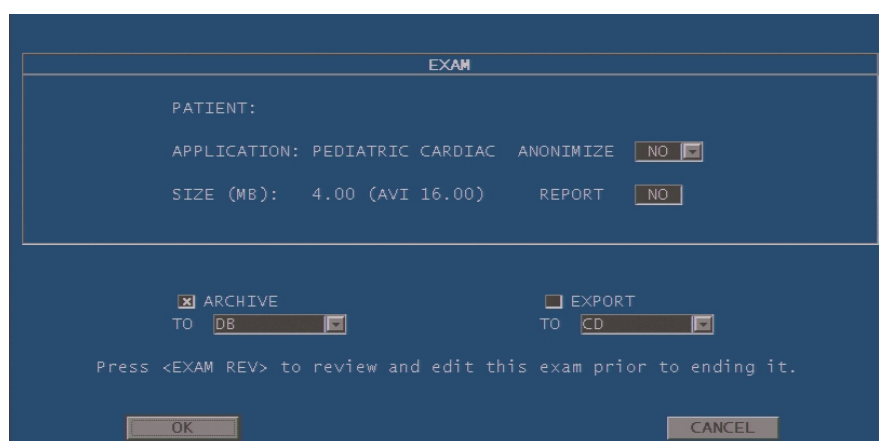 EXAM
PATIENT:
APPLICATION: PEDIATRIC CARDIAC ANONIMIZE NO
SIZE (MB): 4.00 (AVI 16.00) REPORT NO
ARCHIVE EXPORT
TO DB TO CD
Press <EXAM REV> to review and edit this exam prior to ending it.
OK CANCEL